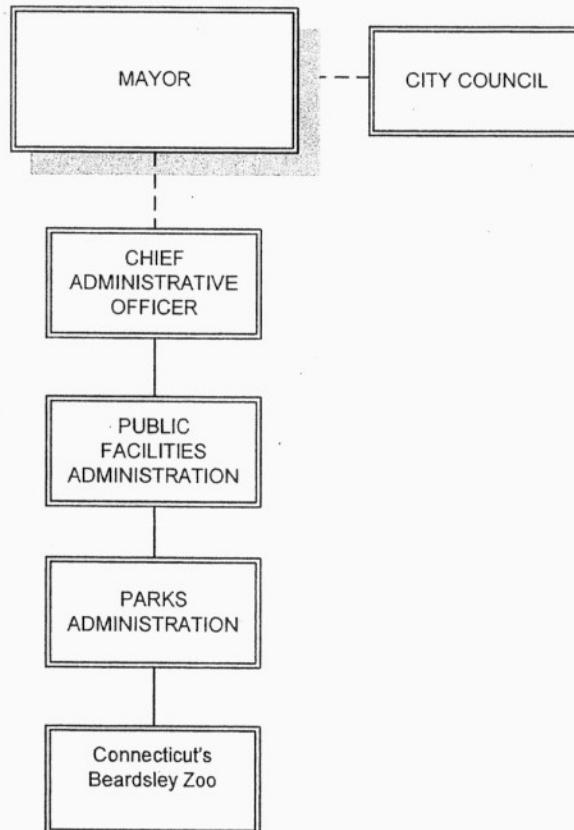 MAYOR
CITY COUNCIL
CHIEF
ADMINISTRATIVE
OFFICER
PUBLIC
FACILITIES
ADMINISTRATION
PARKS
ADMINISTRATION
Connecticut's
Beardsley Zoo